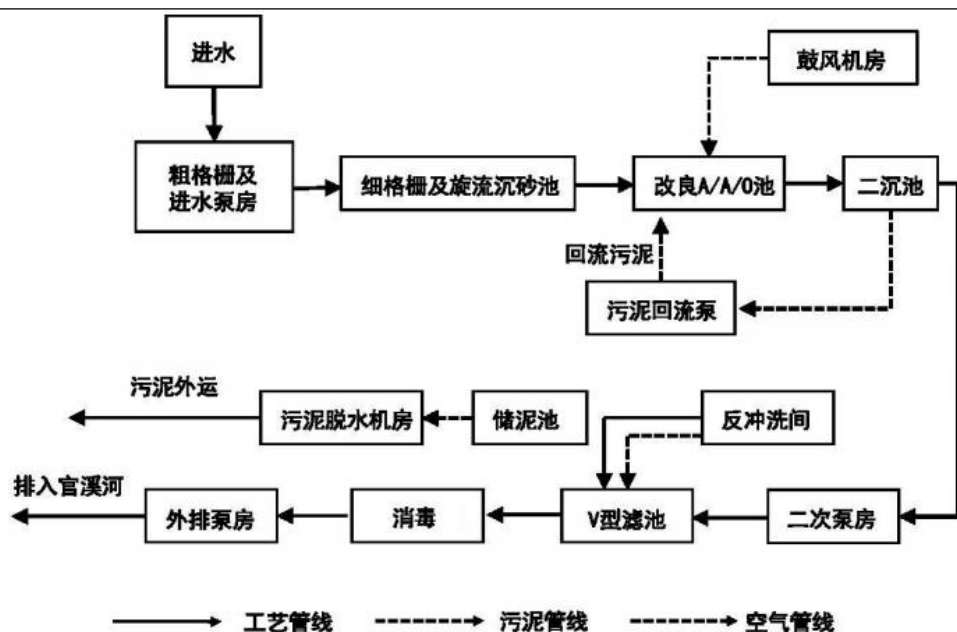 进水
鼓风机房
粗格栅及
进水泵房
细格栅及旋流沉砂池
改良A/A/O池
二沉池
回流污泥
污泥回流泵
污泥外运
污泥脱水机房
储泥池
反冲洗间
排入官溪河
外排泵房
消毒
V型滤池
二次泵房
工艺管线
污泥管线
空气管线